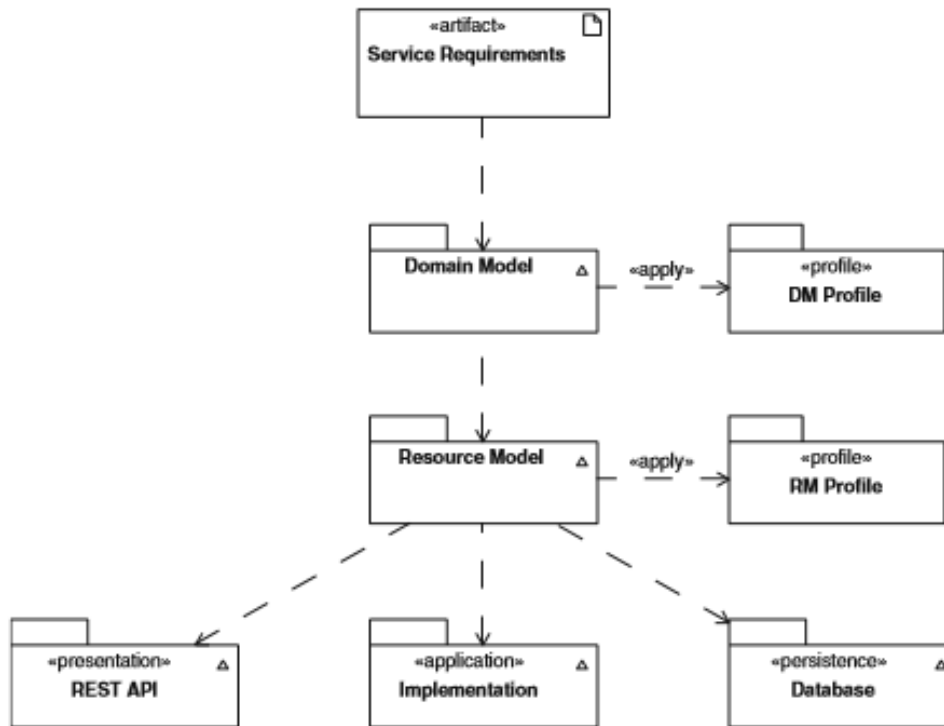 «artifact»
Service Requirements
Domain Model
«apply»
«profile»
DM Profile
Resource Model
«apply»
«profile»
RM Profile
«presentation»
REST API
«application»
Implementation
«persistence»
Database